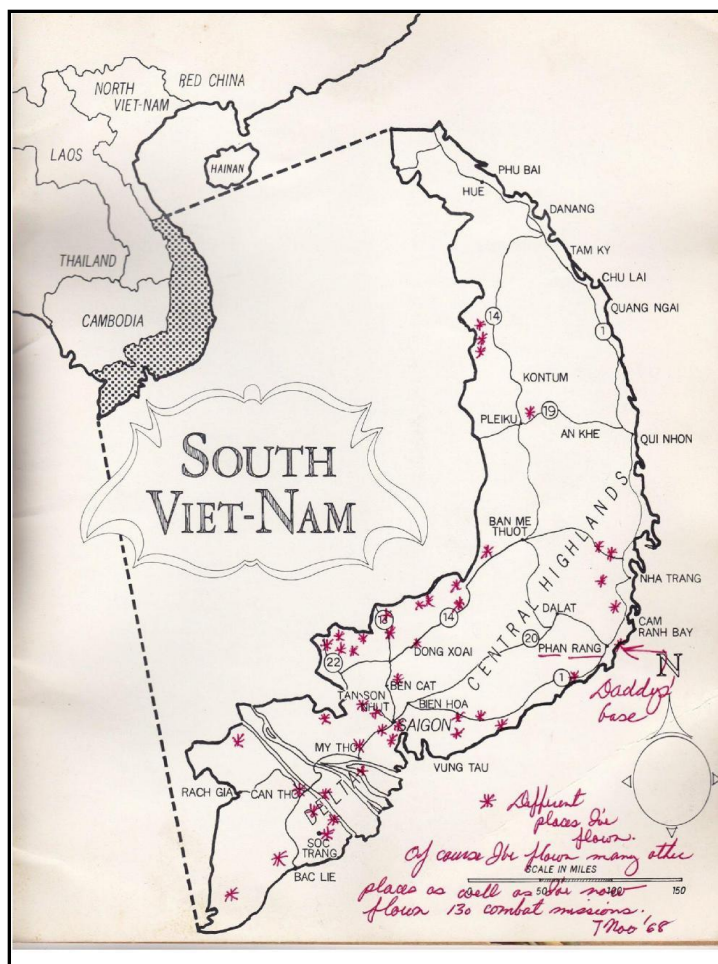 RED CHINA
NORTH
VIET-NAM
LAOS
HAINAN
THAILAND
CAMBODIA
PHU BAI
HUE
DANANG
TAM KY
CHU LAI
QUANG NGAI
14
1
KONTUM
PLEIKU
19
AN KHE
QUI NHON
SOUTH
VIET-NAM
BAN ME
THUOT
CENTRAL HIGHLANDS
NHA TRANG
DALAT
CAM
RANH BAY
13
14
20
PHAN RANG
22
DONG XOAI
BEN CAT
TAN SON
NHUT
BIEN HOA
1
N
Daddys
base
SAIGON
MY THO
VUNG TAU
RACH GIA
CAN THO
DELTA
SOC
TRANG
BAC LIE
Different
places I've
flown.
Of course I've flown many other
SCALE IN MILES
0 50 100 150
places as well as I've now
flown 130 combat missions.
7 Nov '68